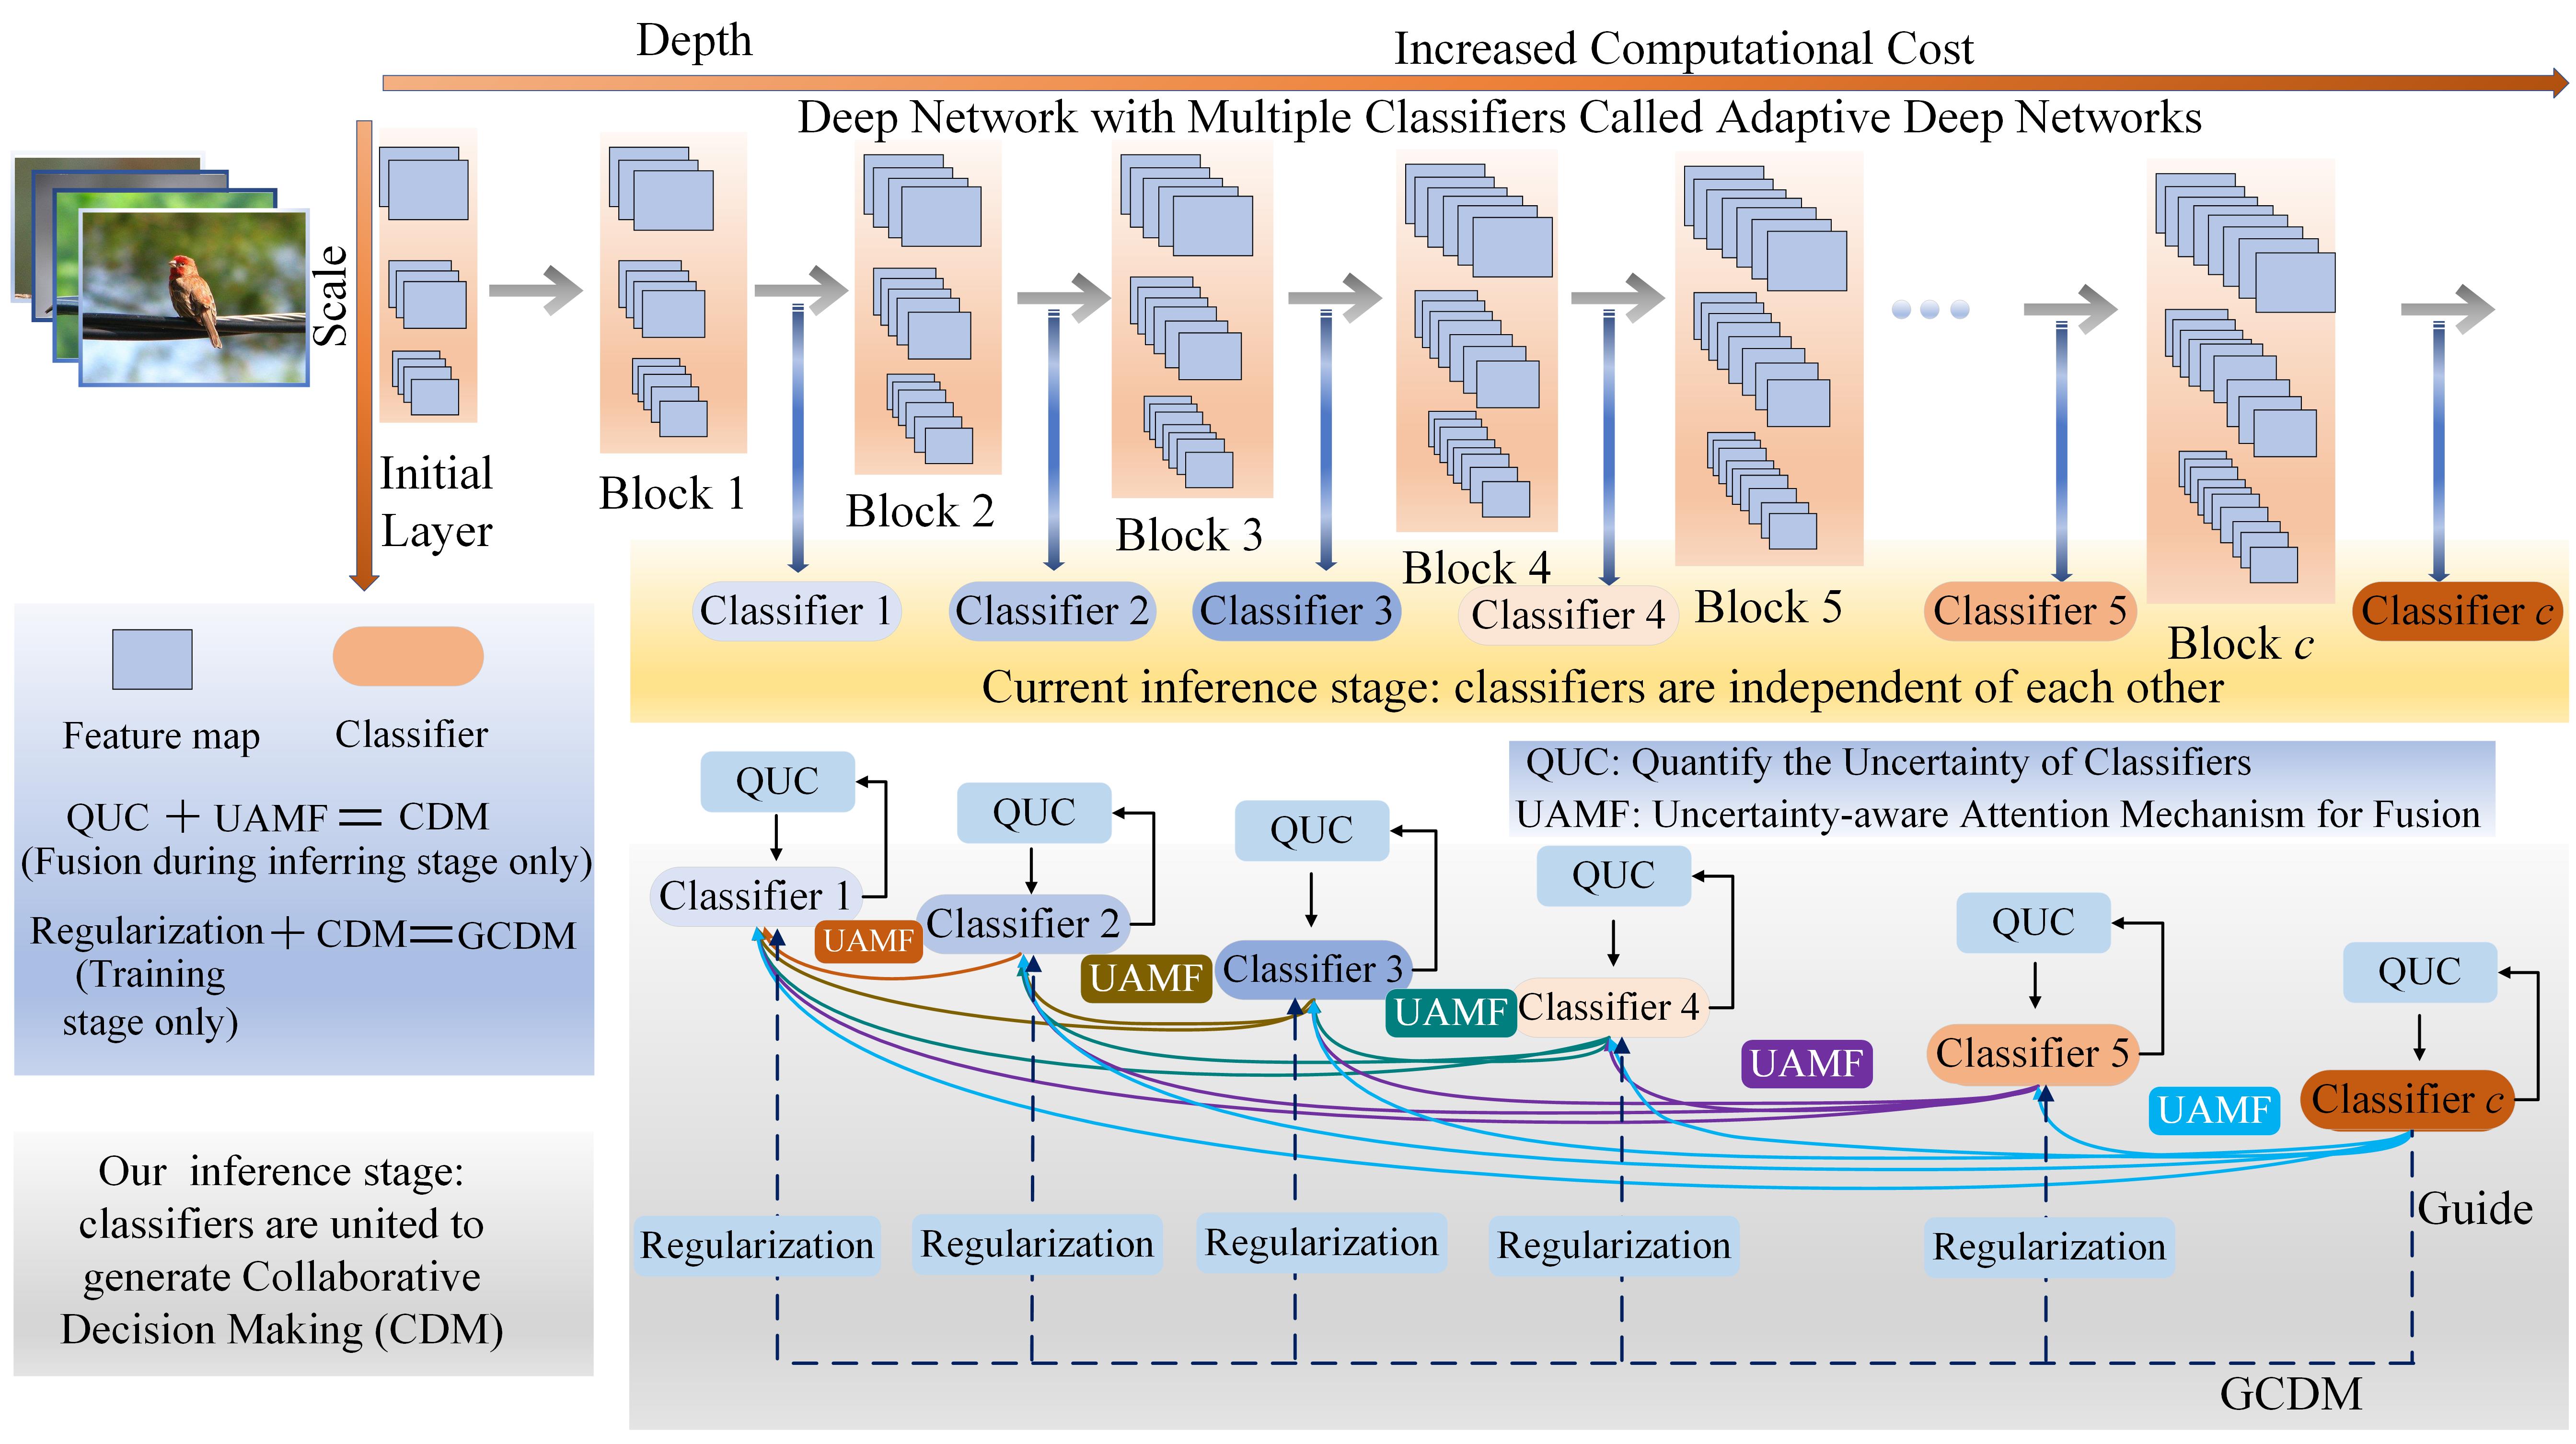 Depth
Increased Computational Cost
Deep Network with Multiple Classifiers Called Adaptive Deep Networks
Scale
Initial
Layer
Block 1
Block 2
Block 3
Block 4
Block 5
Block c
Classifier 1
Classifier 2
Classifier 3
Classifier 4
Classifier 5
Classifier c
Current inference stage: classifiers are independent of each other
Feature map
Classifier
QUC + UAMF = CDM
(Fusion during inferring stage only)
Regularization + CDM = GCDM
(Training
stage only)
Our inference stage:
classifiers are united to
generate Collaborative
Decision Making (CDM)
QUC: Quantify the Uncertainty of Classifiers
UAMF: Uncertainty-aware Attention Mechanism for Fusion
QUC
QUC
QUC
QUC
QUC
QUC
Classifier 1
UAMF
Classifier 2
UAMF
Classifier 3
UAMF
Classifier 4
UAMF
Classifier 5
UAMF
Classifier c
Guide
Regularization
Regularization
Regularization
Regularization
Regularization
GCDM